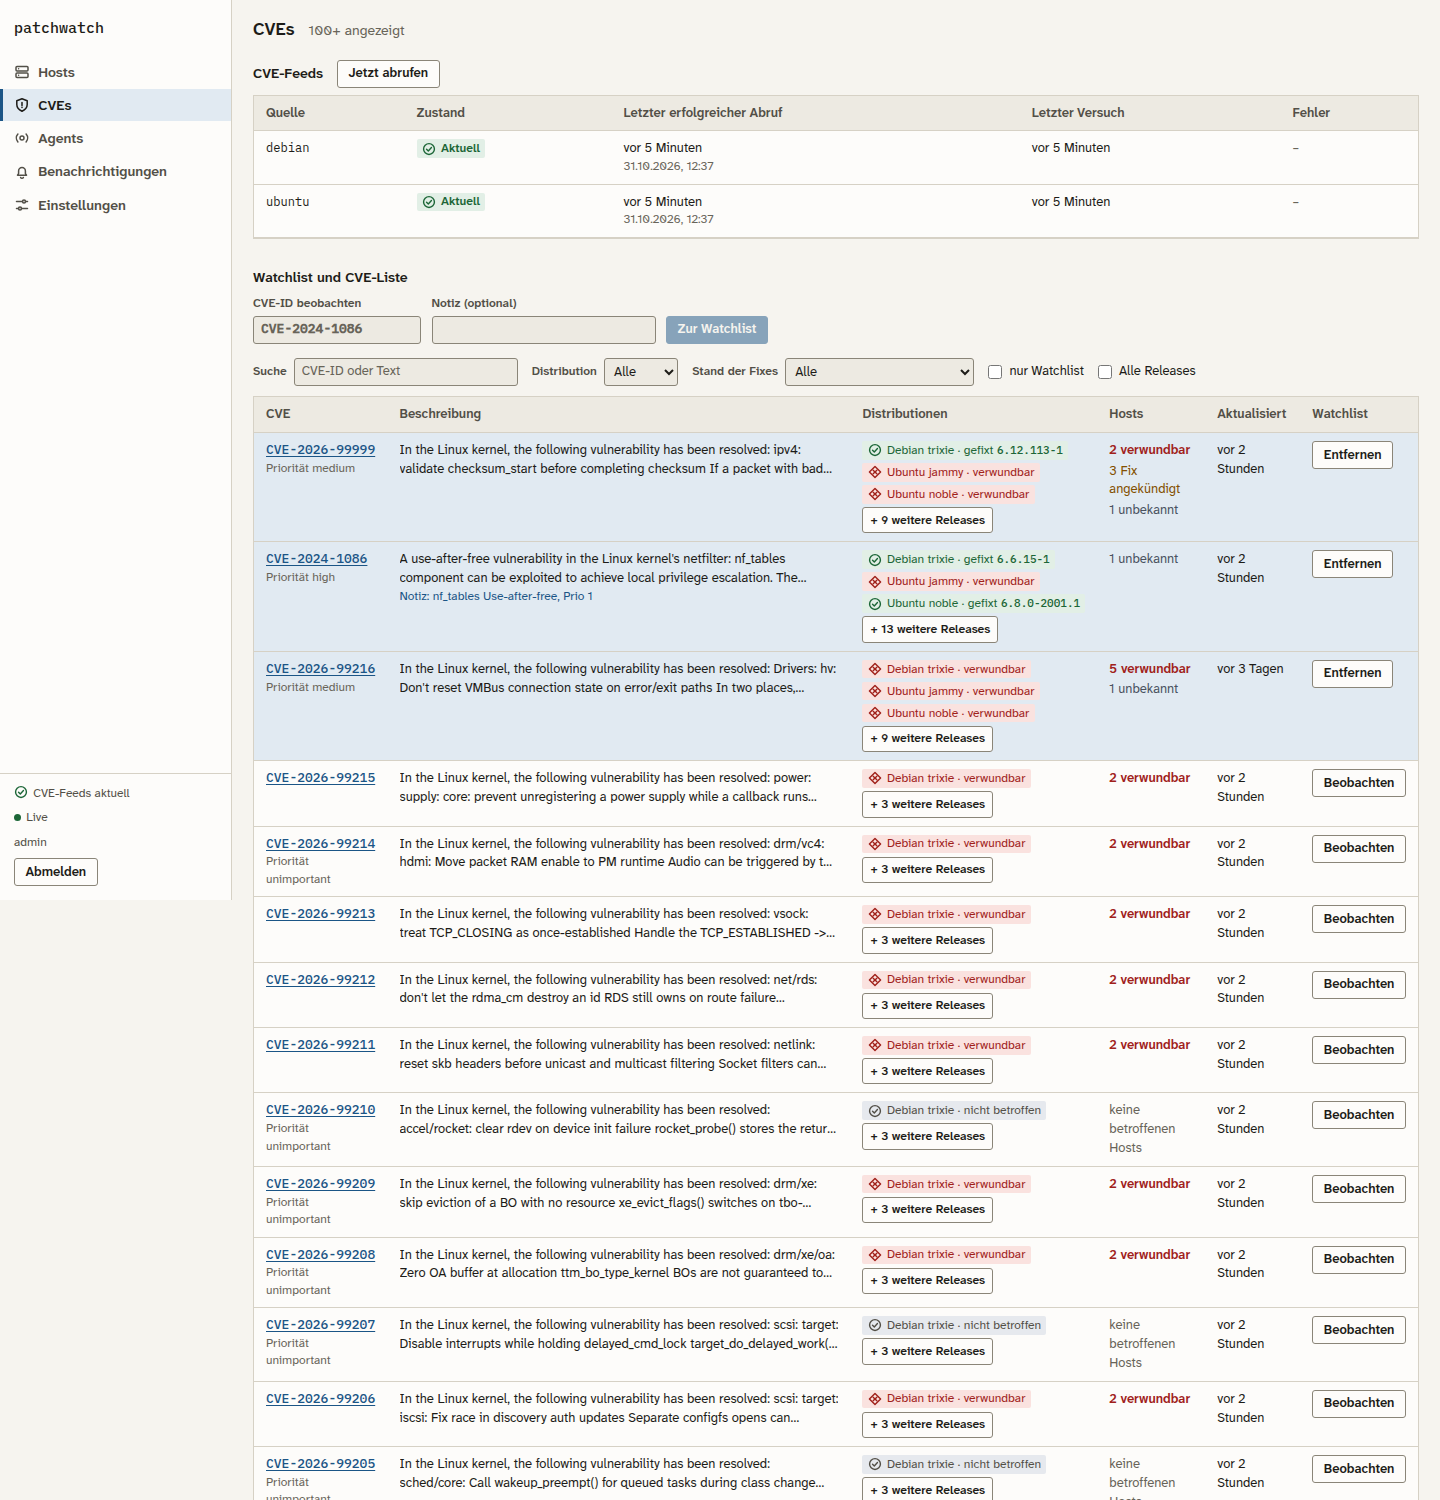 patchwatch
Hosts
CVEs
Agents
Benachrichtigungen
Einstellungen
CVE-Feeds aktuell
Live
admin
Abmelden
CVEs 100+ angezeigt
CVE-Feeds Jetzt abrufen
Quelle Zustand Letzter erfolgreicher Abruf Letzter Versuch Fehler
debian Aktuell vor 5 Minuten vor 5 Minuten –
31.10.2026, 12:37
ubuntu Aktuell vor 5 Minuten vor 5 Minuten –
31.10.2026, 12:37
Watchlist und CVE-Liste
CVE-ID beobachten Notiz (optional)
CVE-2024-1086 Zur Watchlist
Suche CVE-ID oder Text Distribution Alle Stand der Fixes Alle nur Watchlist Alle Releases
CVE Beschreibung Distributionen Hosts Aktualisiert Watchlist
CVE-2026-99999 In the Linux kernel, the following vulnerability has been resolved: ipv4: Debian trixie · gefixt 6.12.113-1 2 verwundbar vor 2 Entfernen
Priorität medium validate checksum_start before completing checksum If a packet with bad... Ubuntu jammy · verwundbar 3 Fix Stunden
Ubuntu noble · verwundbar angekündigt
+ 9 weitere Releases 1 unbekannt
CVE-2024-1086 A use-after-free vulnerability in the Linux kernel's netfilter: nf_tables Debian trixie · gefixt 6.6.15-1 1 unbekannt vor 2 Entfernen
Priorität high component can be exploited to achieve local privilege escalation. The... Ubuntu jammy · verwundbar Stunden
Notiz: nf_tables Use-after-free, Prio 1 Ubuntu noble · gefixt 6.8.0-2001.1
+ 13 weitere Releases
CVE-2026-99216 In the Linux kernel, the following vulnerability has been resolved: Drivers: hv: Debian trixie · verwundbar 5 verwundbar vor 3 Tagen Entfernen
Priorität medium Don't reset VMBus connection state on error/exit paths In two places,... Ubuntu jammy · verwundbar 1 unbekannt
Ubuntu noble · verwundbar
+ 9 weitere Releases
CVE-2026-99215 In the Linux kernel, the following vulnerability has been resolved: power: Debian trixie · verwundbar 2 verwundbar vor 2 Beobachten
supply: core: prevent unregistering a power supply while a callback runs... + 3 weitere Releases Stunden
CVE-2026-99214 In the Linux kernel, the following vulnerability has been resolved: drm/vc4: Debian trixie · verwundbar 2 verwundbar vor 2 Beobachten
Priorität hdmi: Move packet RAM enable to PM runtime Audio can be triggered by t... + 3 weitere Releases Stunden
unimportant
CVE-2026-99213 In the Linux kernel, the following vulnerability has been resolved: vsock: Debian trixie · verwundbar 2 verwundbar vor 2 Beobachten
treat TCP_CLOSING as once-established Handle the TCP_ESTABLISHED ->... + 3 weitere Releases Stunden
CVE-2026-99212 In the Linux kernel, the following vulnerability has been resolved: net/rds: Debian trixie · verwundbar 2 verwundbar vor 2 Beobachten
don't let the rdma_cm destroy an id RDS still owns on route failure... + 3 weitere Releases Stunden
CVE-2026-99211 In the Linux kernel, the following vulnerability has been resolved: netlink: Debian trixie · verwundbar 2 verwundbar vor 2 Beobachten
reset skb headers before unicast and multicast filtering Socket filters can... + 3 weitere Releases Stunden
CVE-2026-99210 In the Linux kernel, the following vulnerability has been resolved: Debian trixie · nicht betroffen keine vor 2 Beobachten
Priorität accel/rocket: clear rdev on device init failure rocket_probe() stores the retur... + 3 weitere Releases betroffenen Stunden
unimportant Hosts
CVE-2026-99209 In the Linux kernel, the following vulnerability has been resolved: drm/xe: Debian trixie · verwundbar 2 verwundbar vor 2 Beobachten
Priorität skip eviction of a BO with no resource xe_evict_flags() switches on tbo-... + 3 weitere Releases Stunden
unimportant
CVE-2026-99208 In the Linux kernel, the following vulnerability has been resolved: drm/xe/oa: Debian trixie · verwundbar 2 verwundbar vor 2 Beobachten
Priorität Zero OA buffer at allocation ttm_bo_type_kernel BOs are not guaranteed to... + 3 weitere Releases Stunden
unimportant
CVE-2026-99207 In the Linux kernel, the following vulnerability has been resolved: scsi: target: Debian trixie · nicht betroffen keine vor 2 Beobachten
Priorität Disable interrupts while holding delayed_cmd_lock target_do_delayed_work(... + 3 weitere Releases betroffenen Stunden
unimportant Hosts
CVE-2026-99206 In the Linux kernel, the following vulnerability has been resolved: scsi: target: Debian trixie · verwundbar 2 verwundbar vor 2 Beobachten
iscsi: Fix race in discovery auth updates Separate configfs opens can... + 3 weitere Releases Stunden
CVE-2026-99205 In the Linux kernel, the following vulnerability has been resolved: Debian trixie · nicht betroffen keine vor 2 Beobachten
Priorität sched/core: Call wakeup_preempt() for queued tasks during class change... + 3 weitere Releases betroffenen Stunden
unimportant Hosts